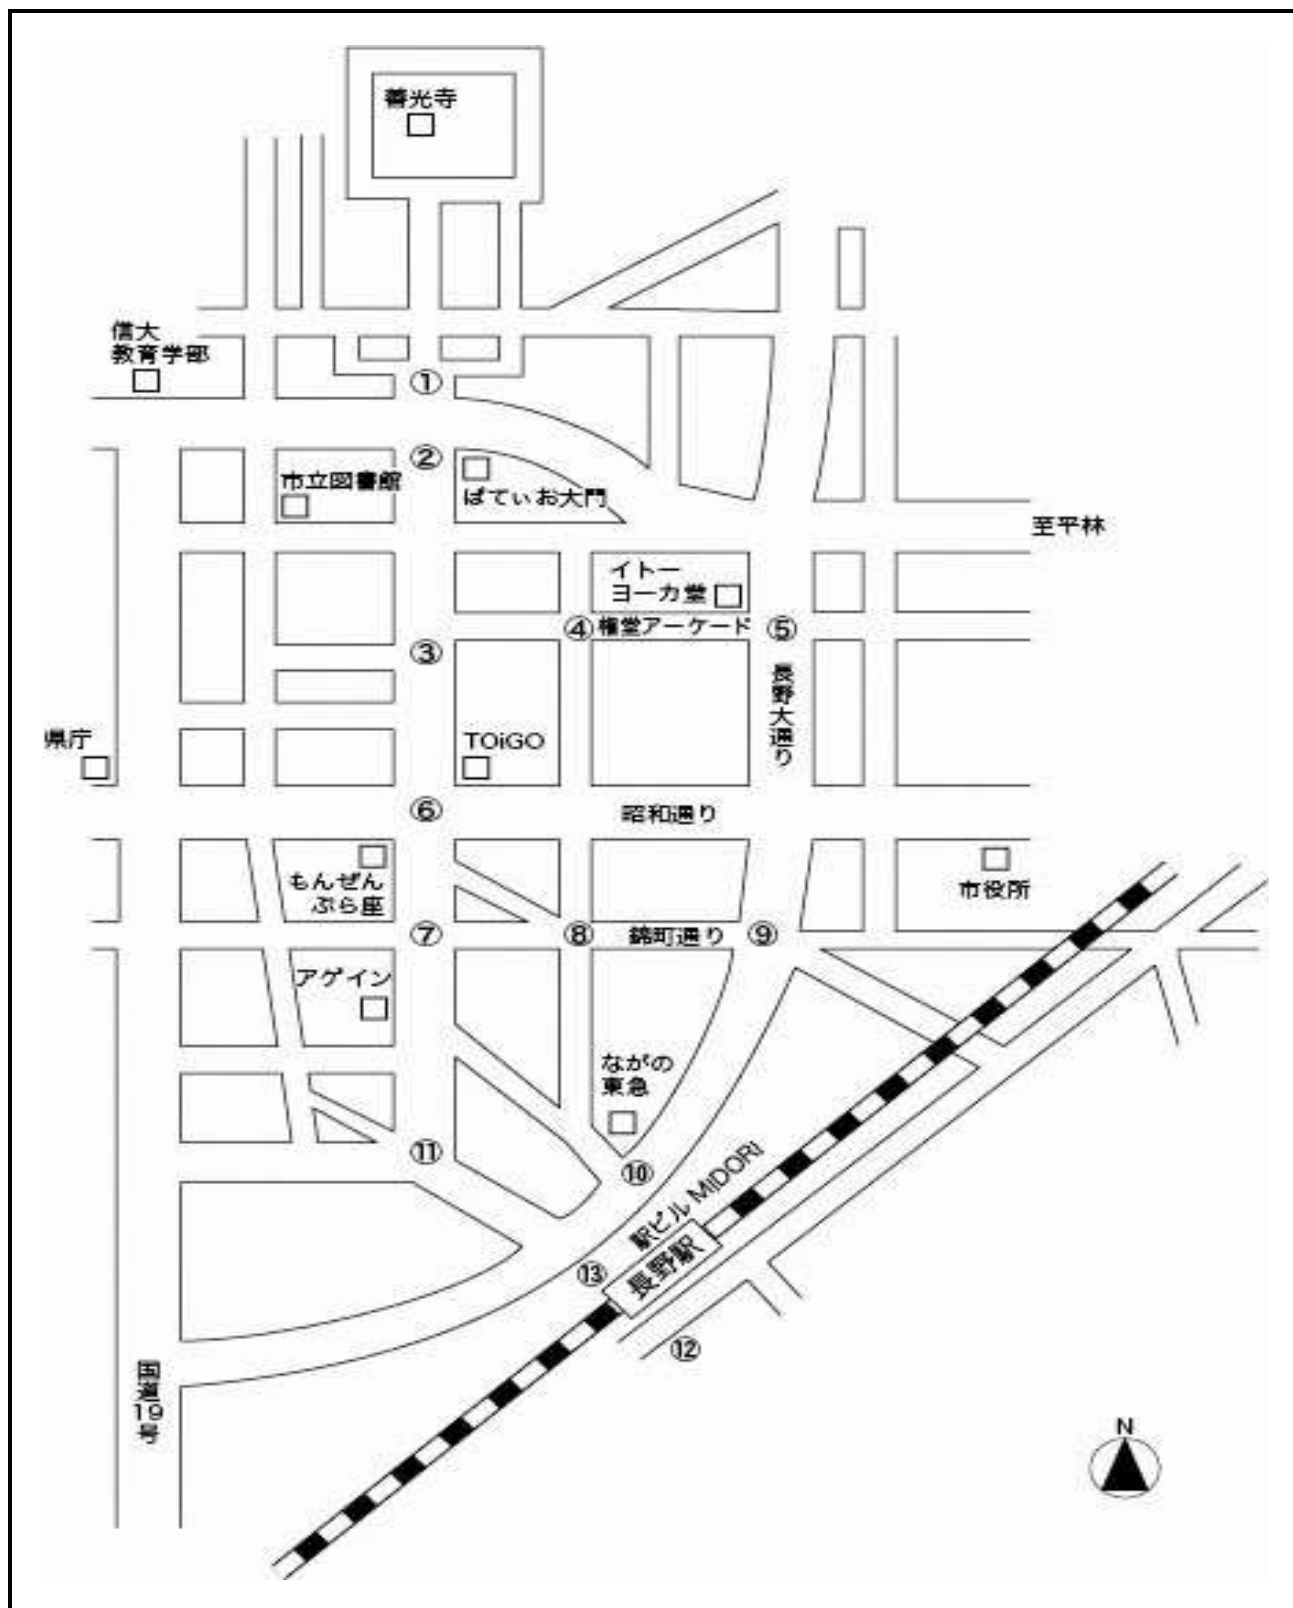 善光寺
信大
教育学部
①
②
市立図書館
ぱてぃお大門
至平林
イトー
ヨーカ堂
④
権堂アーケード
⑤
③
長野大通り
県庁
TOiGO
⑥
昭和通り
もんぜん
ぷら座
市役所
⑦
⑧
錦町通り
⑨
アゲイン
ながの
東急
⑪
⑩
駅ビル MIDORI
長野駅
⑬
⑫
国道19号
N